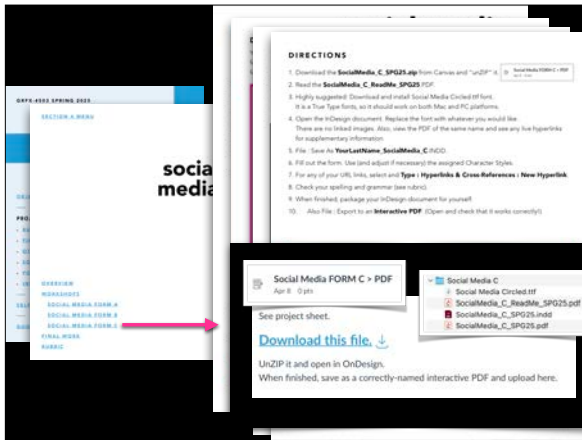 GRPX-4503 SPRING 2025
SECTION A MENU
socia
media
OVERVIEW
WORKSHOPS
SOCIAL MEDIA FORM A
SOCIAL MEDIA FORM B
SOCIAL MEDIA FORM C
FINAL WORK
RUBRIC
DIRECTIONS
1. Download the SocialMedia_C_SPG25.zip from Canvas and "unZIP" it.
Social Media FORM C > PDF
2. Read the SocialMedia_C_ReadMe_SPG25 PDF.
3. Highly suggested: Download and install Social Media Circled.ttf font.
It is a True Type fonts, so it should work on both Mac and PC platforms.
4. Open the InDesign document. Replace the font with whatever you would like.
There are no linked images. Also, view the PDF of the same name and see any live hyperlinks
for supplementary information
5. File : Save As YourLastName_SocialMedia_C.INDD.
6. Fill out the form. Use (and adjust if necessary) the assigned Character Styles.
7. For any of your URL links, select and Type : Hyperlinks & Cross-References : New Hyperlink.
8. Check your spelling and grammar (see rubric).
9. When finished, package your InDesign document for yourself.
10. Also File : Export to an Interactive PDF. (Open and check that it works correctly!)
Social Media FORM C > PDF
Apr 8 0 pts
See project sheet.
Download this file.
UnZIP it and open in OnDesign.
When finished, save as a correctly-named interactive PDF and upload here.
Social Media C
Social Media Circled.ttf
SocialMedia_C_ReadMe_SPG25.pdf
SocialMedia_C_SPG25.indd
SocialMedia_C_SPG25.pdf